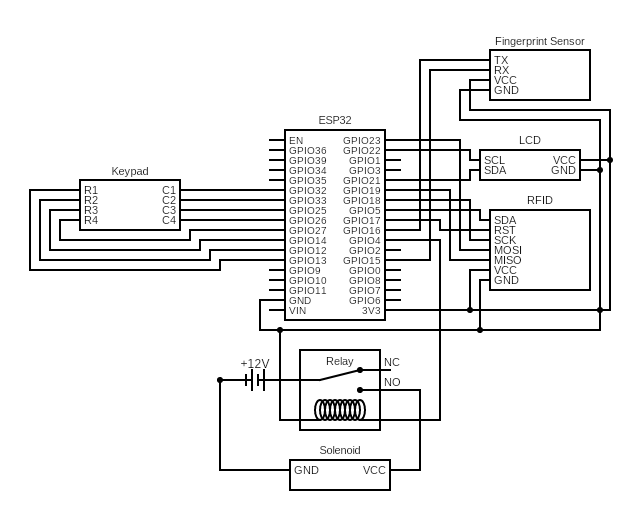 Fingerprint Sensor
TX
RX
VCC
GND
ESP32
EN GPIO23
GPIO36 GPIO22
GPIO39 GPIO1
GPIO34 GPIO3
GPIO35 GPIO21
GPIO32 GPIO19
GPIO33 GPIO18
GPIO25 GPIO5
GPIO26 GPIO17
GPIO27 GPIO16
GPIO14 GPIO4
GPIO12 GPIO2
GPIO13 GPIO15
GPIO9 GPIO0
GPIO10 GPIO8
GPIO11 GPIO7
GND GPIO6
VIN 3V3
LCD
SCL VCC
SDA GND
Keypad
R1 C1
R2 C2
R3 C3
R4 C4
RFID
SDA
RST
SCK
MOSI
MISO
VCC
GND
+12V
Relay
NC
NO
Solenoid
GND VCC